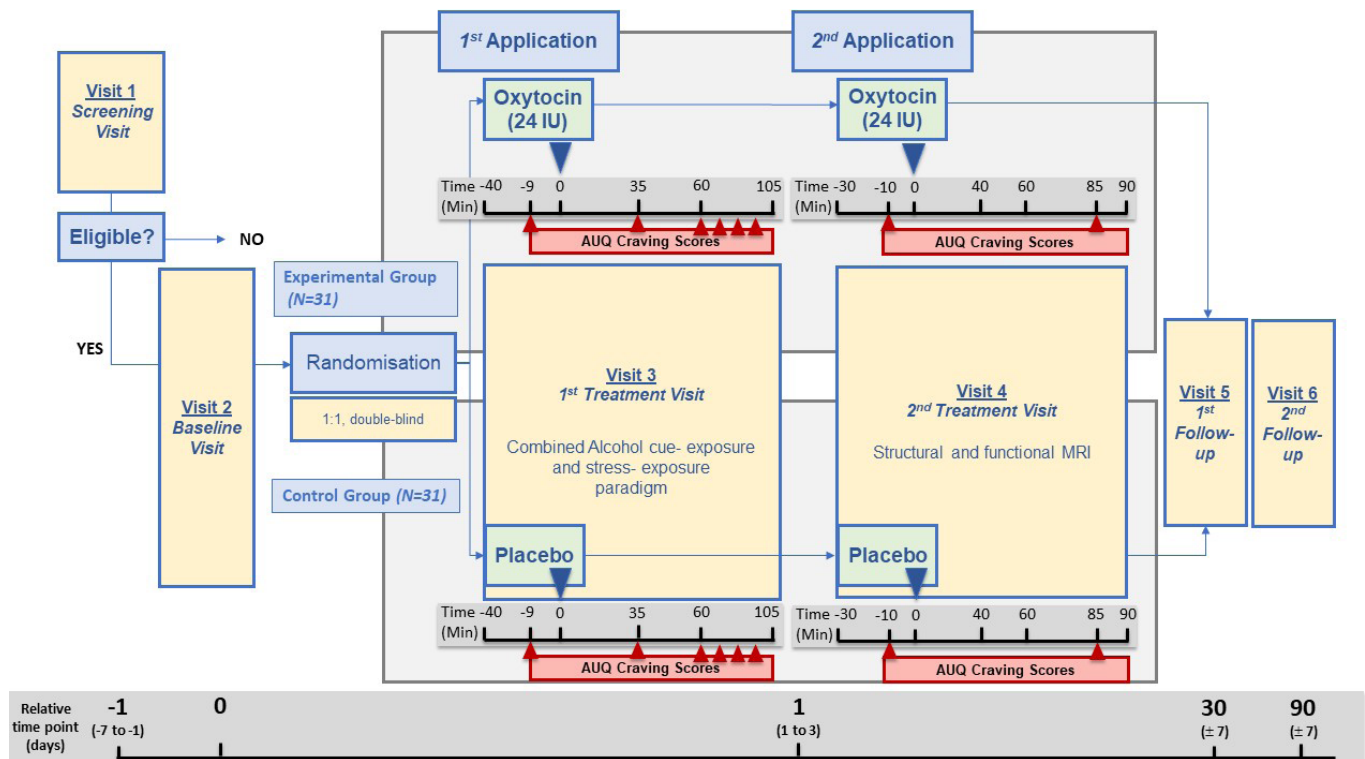 1st Application
2nd Application
Visit 1
Screening
Visit
Oxytocin
(24 IU)
Oxytocin
(24 IU)
Time -40 -9 0 35 60 105
(Min)
AUQ Craving Scores
Time -30 -10 0 40 60 85 90
(Min)
AUQ Craving Scores
Eligible?
NO
YES
Experimental Group
(N=31)
Randomisation
1:1, double-blind
Control Group (N=31)
Visit 2
Baseline
Visit
Visit 3
1st Treatment Visit
Combined Alcohol cue- exposure
and stress- exposure
paradigm
Visit 4
2nd Treatment Visit
Structural and functional MRI
Visit 5
1st
Follow-
up
Visit 6
2nd
Follow-
up
Placebo
Placebo
Time -40 -9 0 35 60 105
(Min)
AUQ Craving Scores
Time -30 -10 0 40 60 85 90
(Min)
AUQ Craving Scores
Relative
time point
(days)
-1
(-7 to -1)
0
1
(1 to 3)
30
(± 7)
90
(± 7)